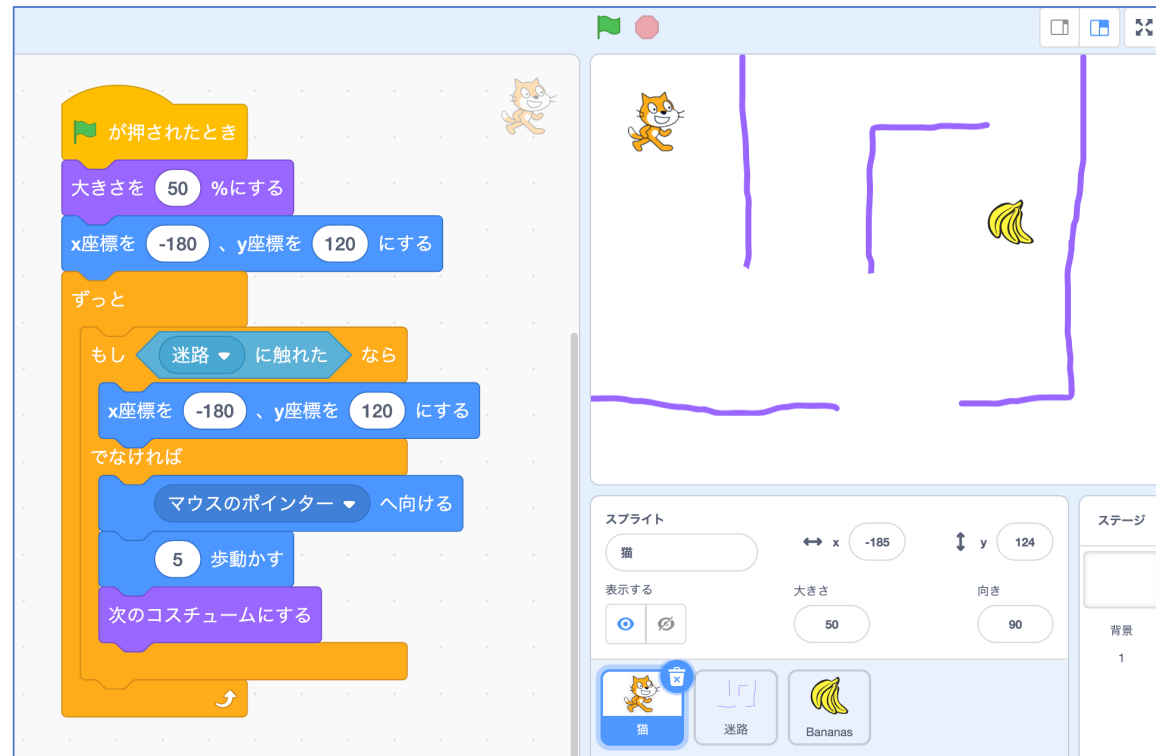 が押されたとき
大きさを 50 %にする
x座標を -180 、y座標を 120 にする
ずっと
もし 迷路 に触れた なら
x座標を -180 、y座標を 120 にする
でなければ
マウスのポインター へ向ける
5 歩動かす
次のコスチュームにする
スプライト
猫
x -185
y 124
表示する
大きさ
50
向き
90
猫
迷路
Bananas
ステージ
背景
1